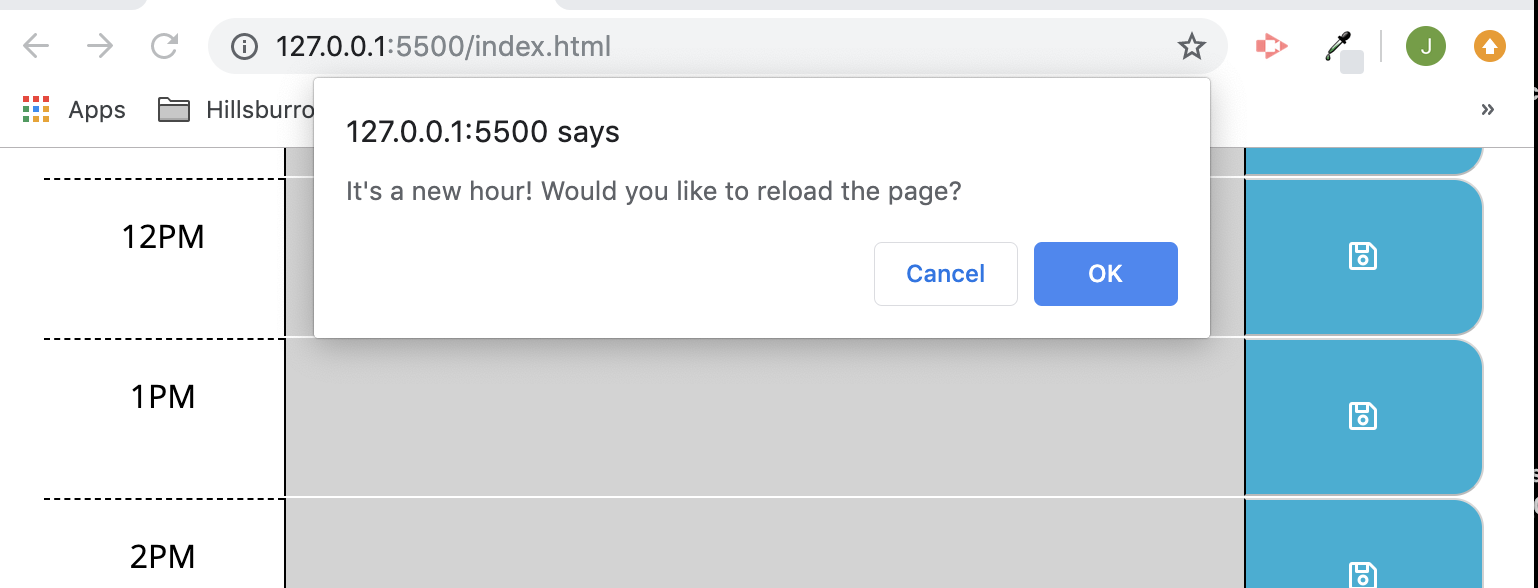 127.0.0.1:5500/index.html
J
Apps
Hillsburro
»
127.0.0.1:5500 says
It's a new hour! Would you like to reload the page?
Cancel
OK
12PM
1PM
2PM